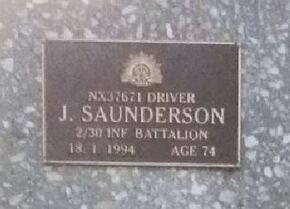 NX37671 DRIVER
J. SAUNDERSON
2/30 INF BATTALION
18. 1. 1994 AGE 74